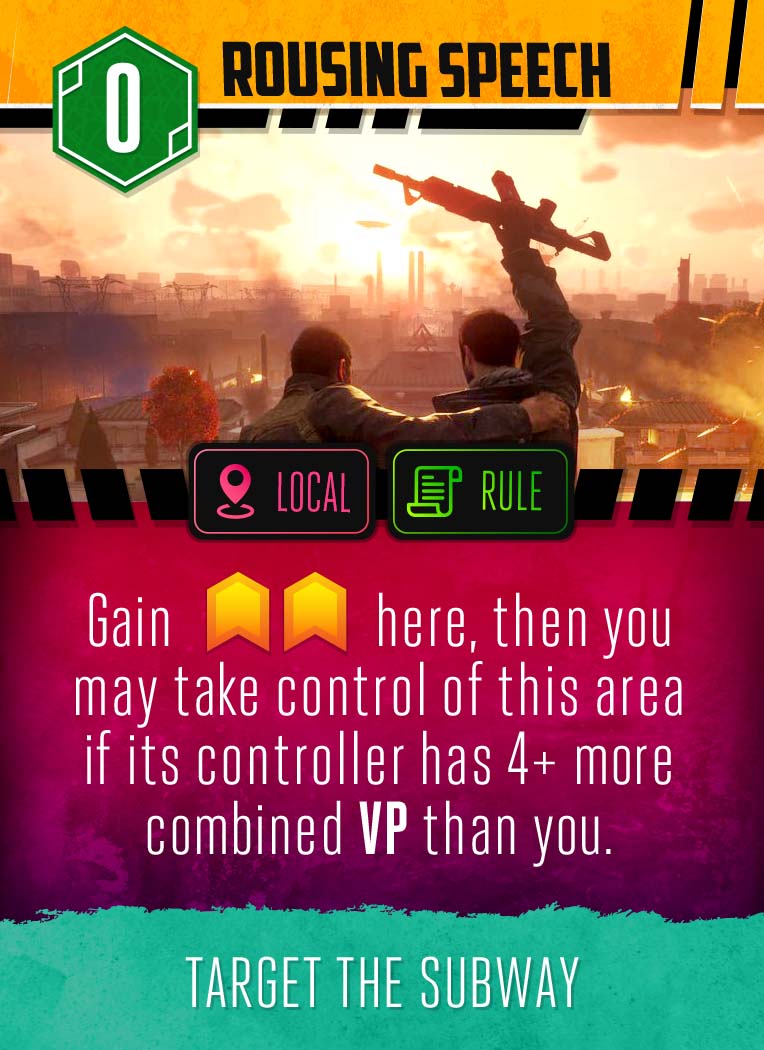 0
ROUSING SPEECH
LOCAL
RULE
Gain here, then you
may take control of this area
if its controller has 4+ more
combined VP than you.
TARGET THE SUBWAY